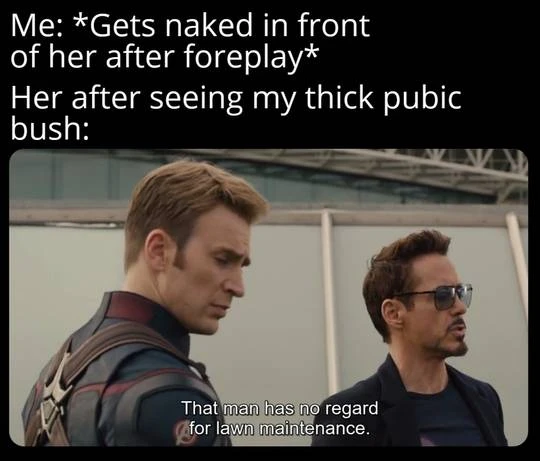 Me: *Gets naked in front
of her after foreplay*
Her after seeing my thick pubic
bush:
That man has no regard
for lawn maintenance.